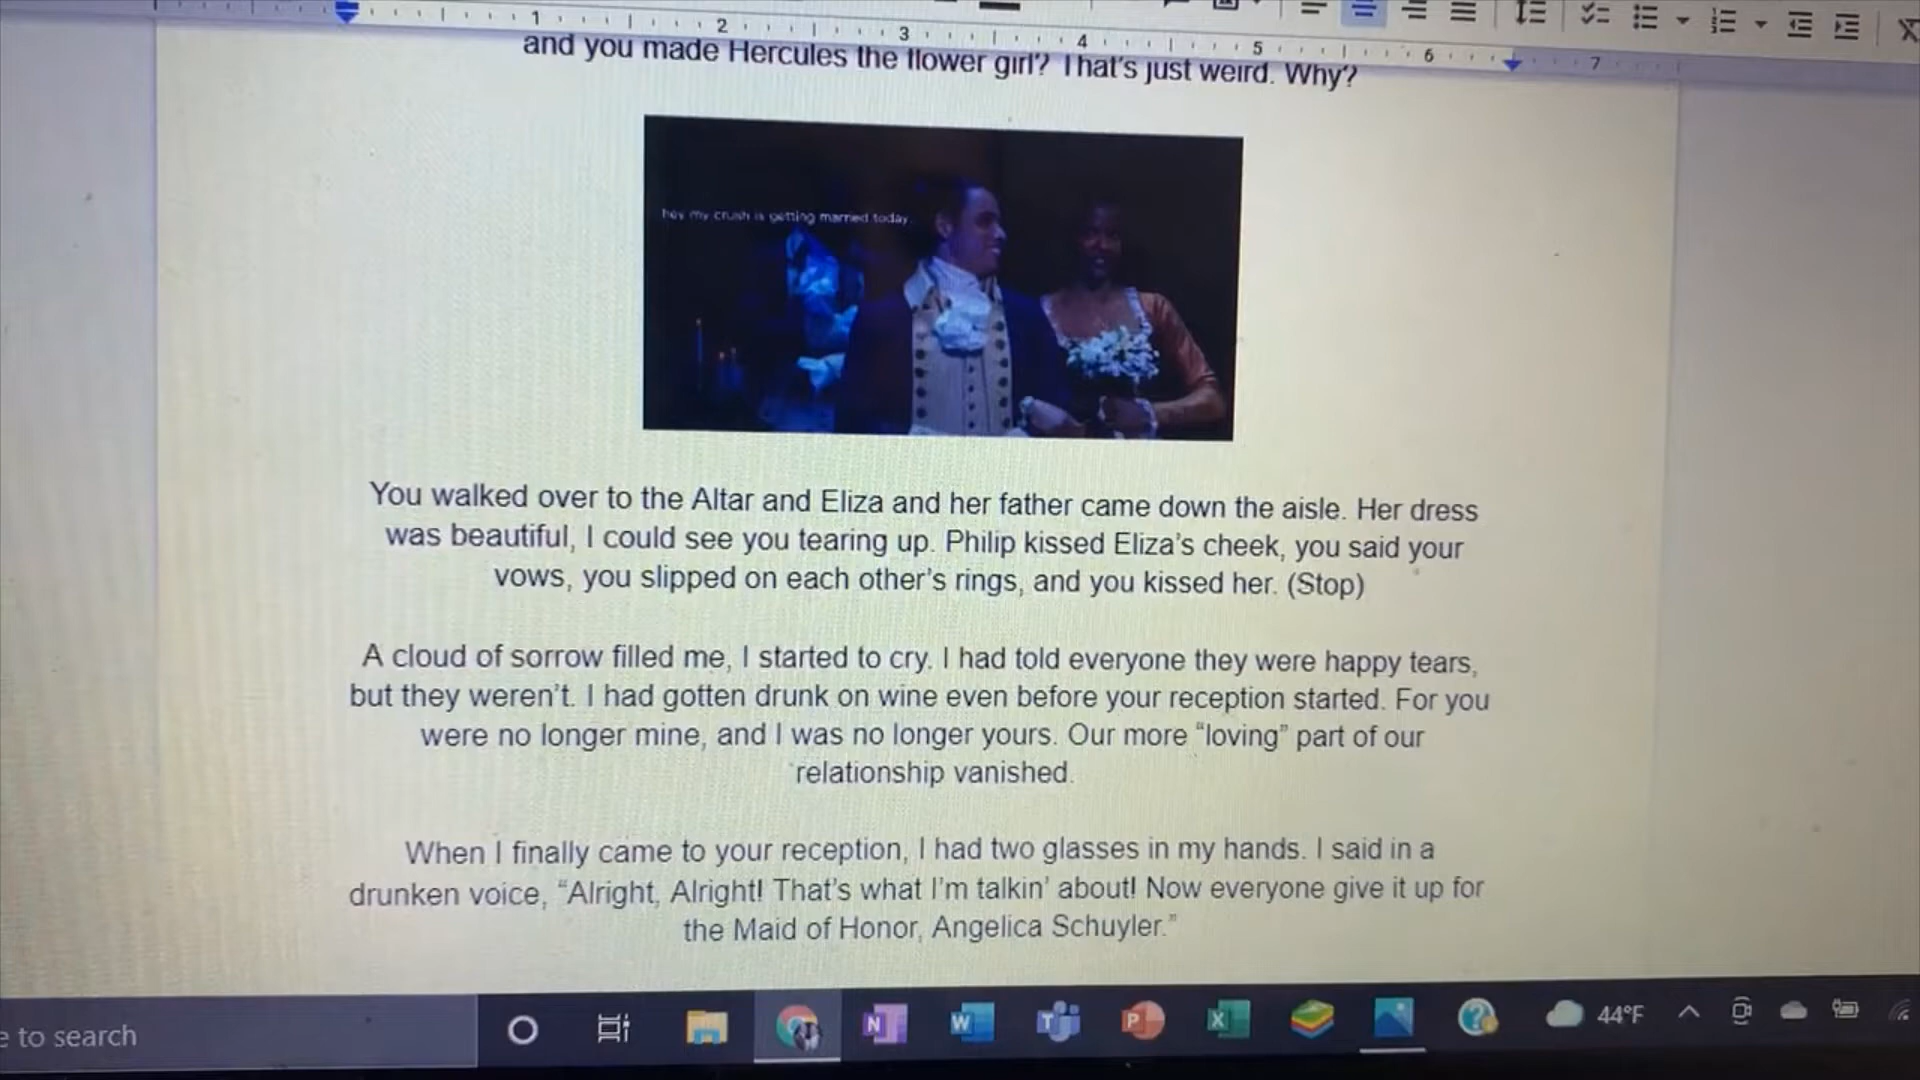 1 2 3 4 5 6 7
and you made Hercules the flower girl? That's just weird. Why?
hey my crush is getting married today
You walked over to the Altar and Eliza and her father came down the aisle. Her dress
was beautiful, I could see you tearing up. Philip kissed Eliza's cheek, you said your
vows, you slipped on each other's rings, and you kissed her. (Stop)
A cloud of sorrow filled me, I started to cry. I had told everyone they were happy tears,
but they weren't. I had gotten drunk on wine even before your reception started. For you
were no longer mine, and I was no longer yours. Our more "loving" part of our
relationship vanished.
When I finally came to your reception, I had two glasses in my hands. I said in a
drunken voice, "Alright, Alright! That's what I'm talkin' about! Now everyone give it up for
the Maid of Honor, Angelica Schuyler."
e to search
N W T P X ? 44°F